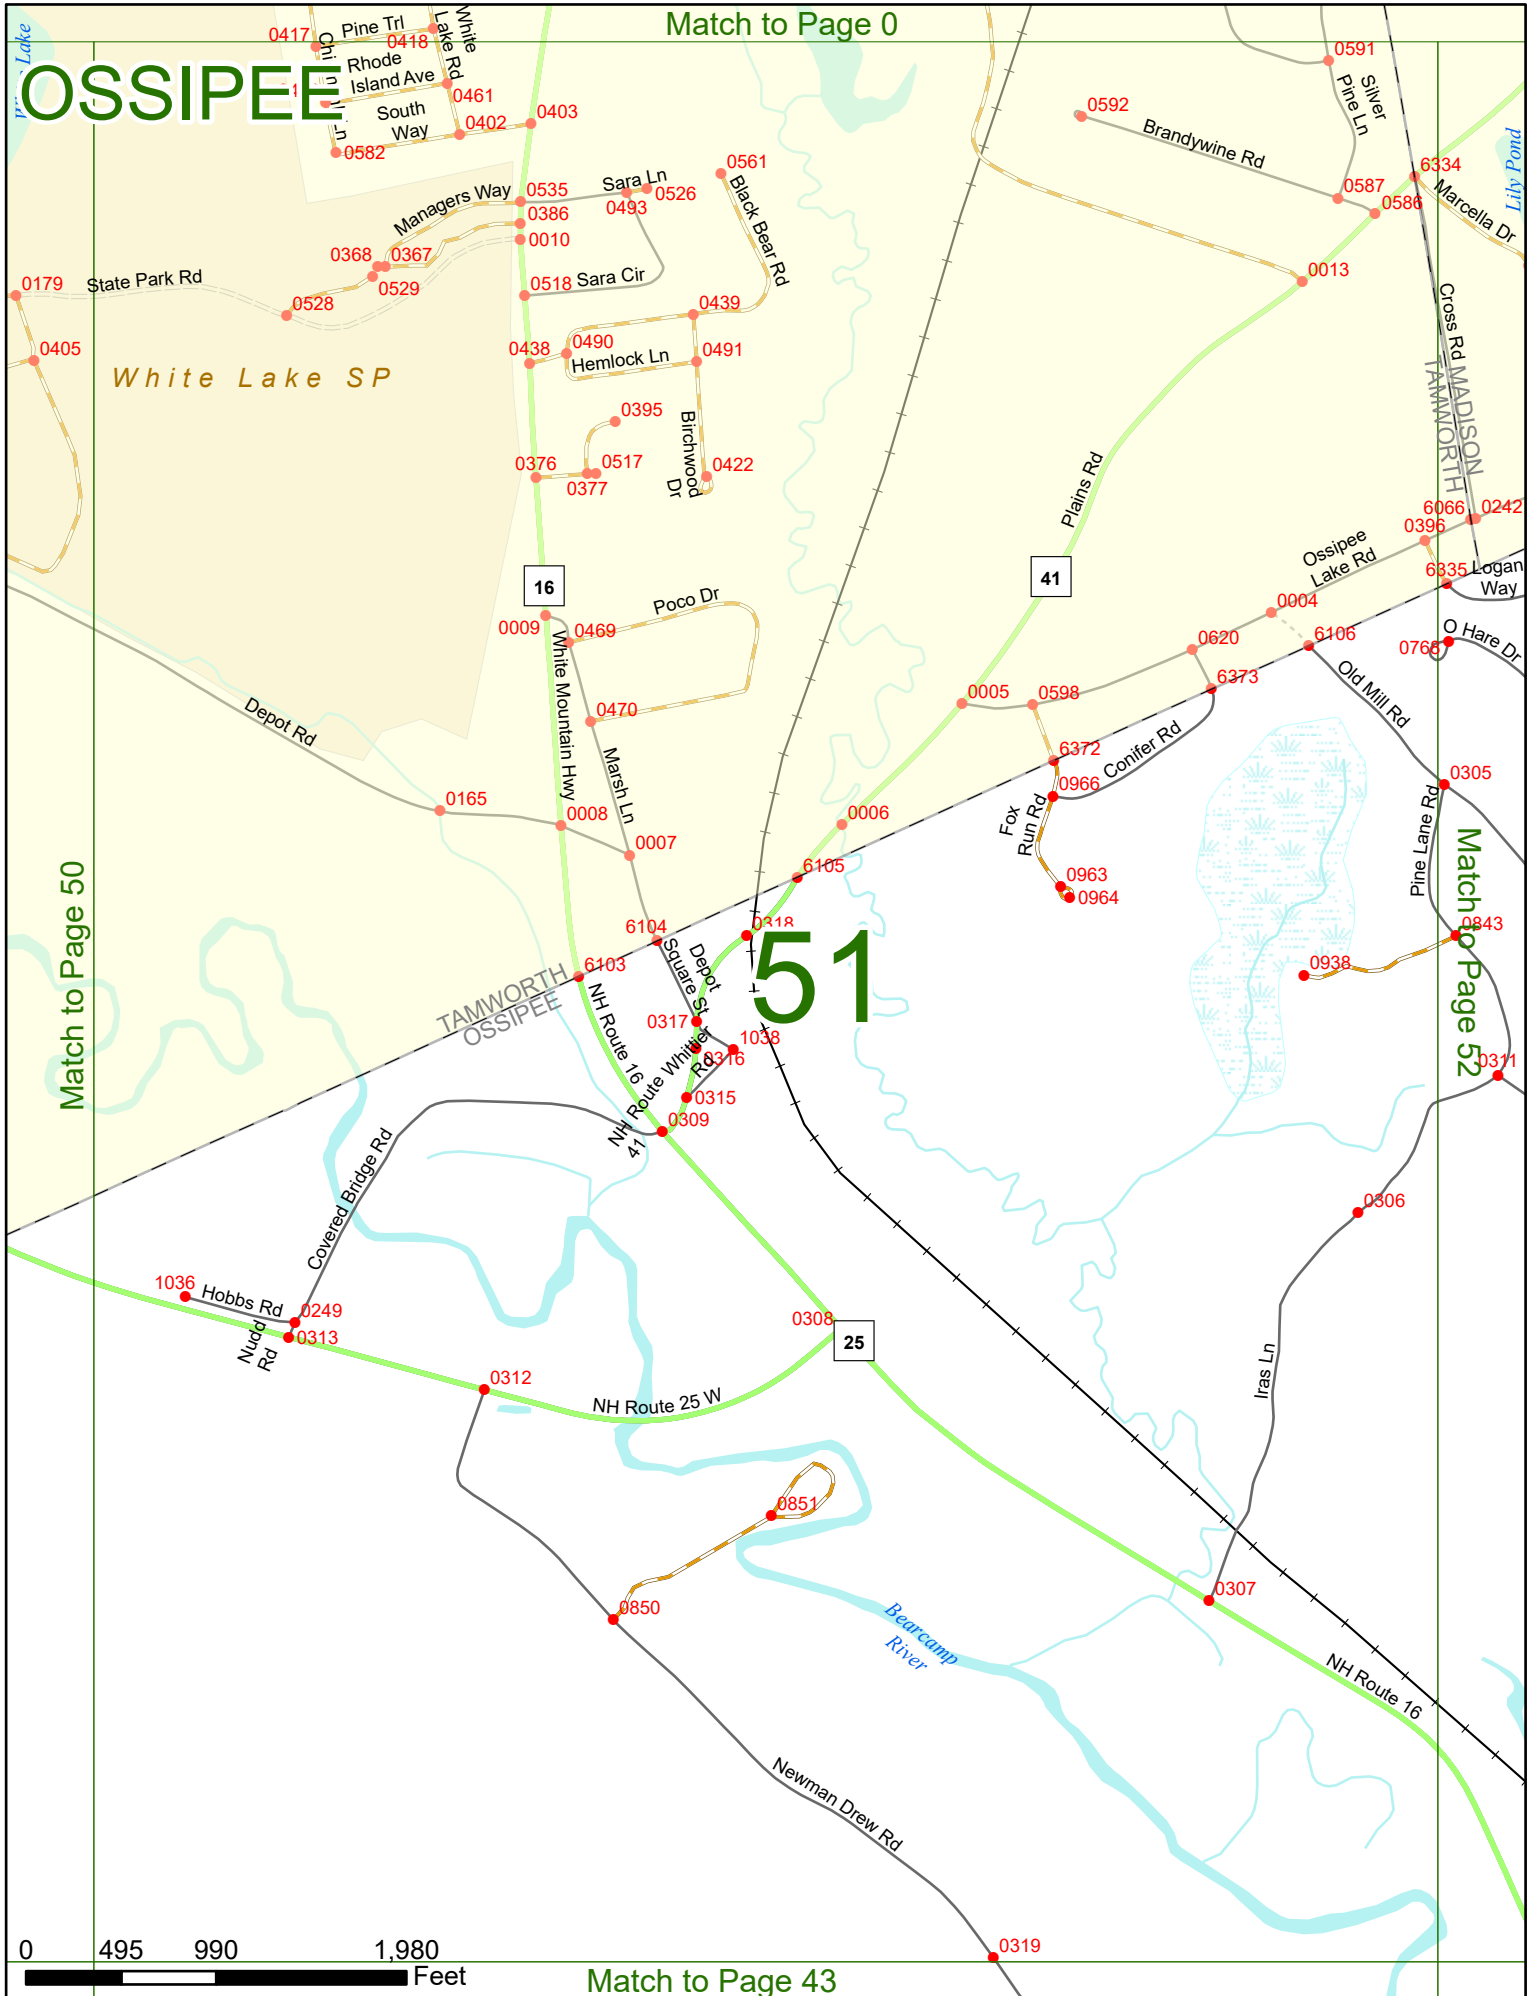 Match to Page 0
OSSIPEE
0417
Pine Trl
0418
White
Lake Rd
Rhode
Island Ave
0461
South
Way
0402
0403
0582
0591
Silver
Pine Ln
0592
Brandywine Rd
Lily Pond
0561
6334
Marcella Dr
0587
0586
Sara Ln
0526
0493
0535
Managers Way
0386
0010
Black Bear Rd
0368
0367
0529
0179
State Park Rd
0528
0518
Sara Cir
0013
0439
Cross Rd
0405
White Lake SP
0438
0490
Hemlock Ln
0491
MADISON
TAMWORTH
0395
Birchwood
Dr
0422
0376
0377
0517
Plains Rd
6066
0242
0396
Ossipee
Lake Rd
16
41
6335
Logan
Way
0009
0469
Poco Dr
0004
0620
6106
0768
O Hare Dr
White Mountain Hwy
0470
Marsh Ln
0005
0598
6373
Old Mill Rd
Depot Rd
6372
Conifer Rd
0966
0305
0165
0008
0007
0006
Fox
Run Rd
Pine Lane Rd
6105
0963
0964
Match to Page 50
Match to Page 52
6104
0318
51
0843
0938
6103
Depot
Square St
TAMWORTH
OSSIPEE
NH Route 16
0317
1038
0316
Whittier
Rd
0315
NH Route
41
0309
0311
Covered Bridge Rd
0306
1036
Hobbs Rd
0249
0313
Nudd
Rd
0308
25
0312
NH Route 25 W
Iras Ln
0851
0850
0307
Bearcamp
River
NH Route 16
Newman Drew Rd
0319
0 495 990 1,980
Feet
Match to Page 43